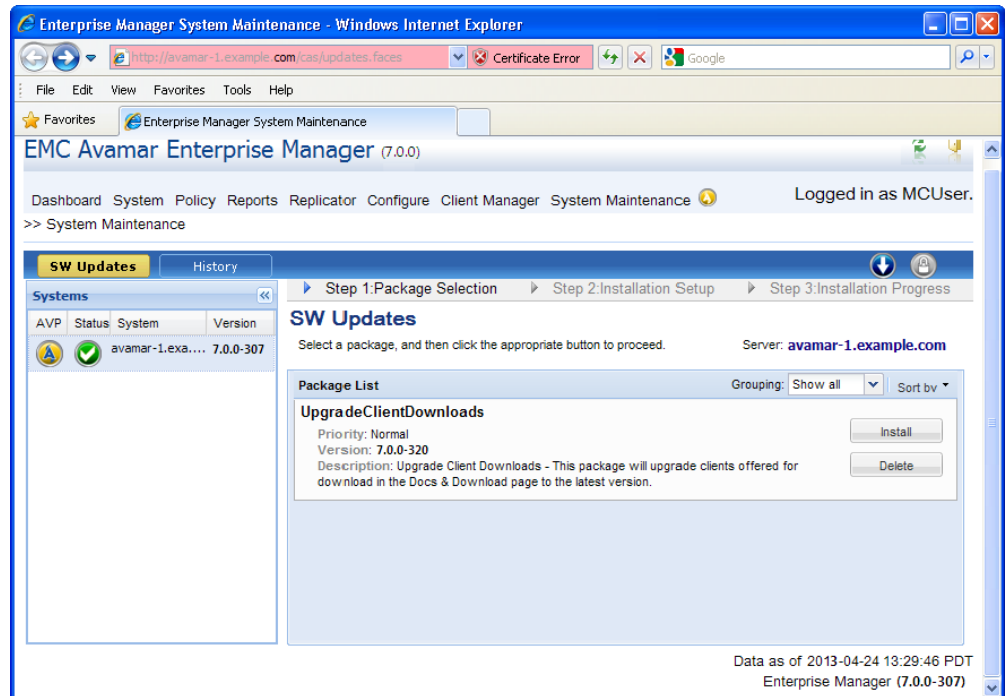 Enterprise Manager System Maintenance - Windows Internet Explorer
http://avamar-1.example.com/cas/updates.faces
Certificate Error
Google
File Edit View Favorites Tools Help
Favorites
Enterprise Manager System Maintenance
EMC Avamar Enterprise Manager (7.0.0)
Dashboard System Policy Reports Replicator Configure Client Manager System Maintenance
Logged in as MCUser.
>> System Maintenance
SW Updates
History
Systems
AVP Status System Version
avamar-1.exa.... 7.0.0-307
Step 1:Package Selection
Step 2:Installation Setup
Step 3:Installation Progress
SW Updates
Select a package, and then click the appropriate button to proceed.
Server: avamar-1.example.com
Package List
Grouping: Show all
Sort by
UpgradeClientDownloads
Priority: Normal
Version: 7.0.0-320
Description: Upgrade Client Downloads - This package will upgrade clients offered for
download in the Docs & Download page to the latest version.
Install
Delete
Data as of 2013-04-24 13:29:46 PDT
Enterprise Manager (7.0.0-307)